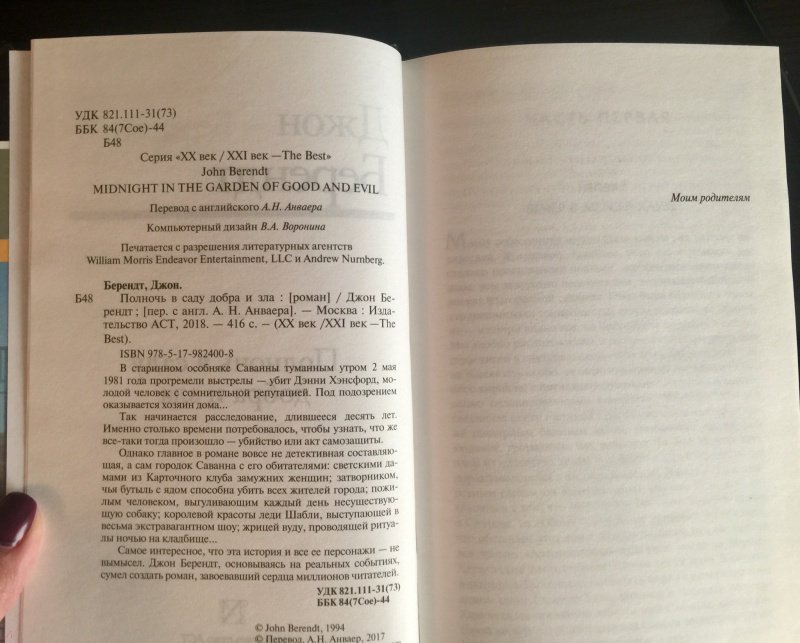 УДК 821.111-31(73)
ББК 84(7Сое)-44
Б48
Серия «XX век / XXI век —The Best»
John Berendt
MIDNIGHT IN THE GARDEN OF GOOD AND EVIL
Перевод с английского А.Н. Анваера
Компьютерный дизайн В.А. Воронина
Печатается с разрешения литературных агентств
William Morris Endeavor Entertainment, LLC и Andrew Nurnberg.
Берендт, Джон.
Б48 Полночь в саду добра и зла : [роман] / Джон Бе-
рендт ; [пер. с англ. А. Н. Анваера]. — Москва : Изда-
тельство АСТ, 2018. — 416 с. — (XX век /XXI век —The
Best).
ISBN 978-5-17-982400-8
В старинном особняке Саванны туманным утром 2 мая
1981 года прогремели выстрелы — убит Дэнни Хэнсфорд, мо-
лодой человек с сомнительной репутацией. Под подозрением
оказывается хозяин дома...
Так начинается расследование, длившееся десять лет.
Именно столько времени потребовалось, чтобы узнать, что же
все-таки тогда произошло — убийство или акт самозащиты.
Однако главное в романе вовсе не детективная составляю-
щая, а сам городок Саванна с его обитателями: светскими да-
мами из Карточного клуба замужних женщин; затворником,
чья бутыль с ядом способна убить всех жителей города; пожи-
лым человеком, выгуливающим каждый день несуществую-
щую собаку; королевой красоты леди Шабли, выступающей в
весьма экстравагантном шоу; жрицей вуду, проводящей ритуа-
лы ночью на кладбище...
Самое интересное, что эта история и все ее персонажи — не
вымысел. Джон Берендт, основываясь на реальных событиях,
сумел создать роман, завоевавший сердца миллионов читателей.
УДК 821.111-31(73)
ББК 84(7Сое)-44
© John Berendt, 1994
© Перевод. А.Н. Анваер, 2017
Моим родителям